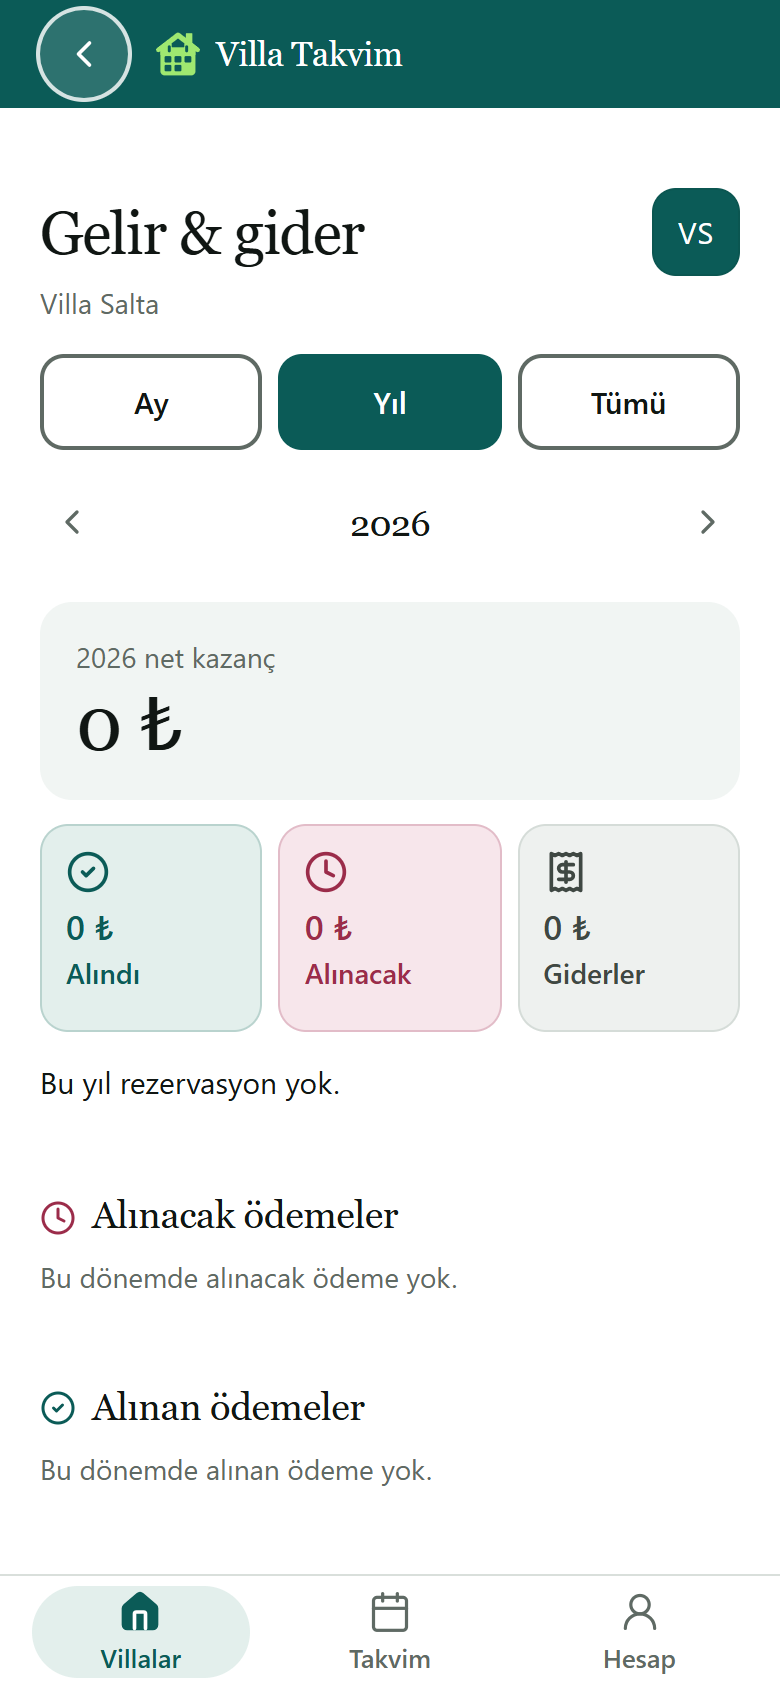 Villa Takvim
Gelir & gider
VS
Villa Salta
Ay
Yıl
Tümü
2026
2026 net kazanç
0 ₺
0 ₺
Alındı
0 ₺
Alınacak
0 ₺
Giderler
Bu yıl rezervasyon yok.
Alınacak ödemeler
Bu dönemde alınacak ödeme yok.
Alınan ödemeler
Bu dönemde alınan ödeme yok.
Villalar
Takvim
Hesap